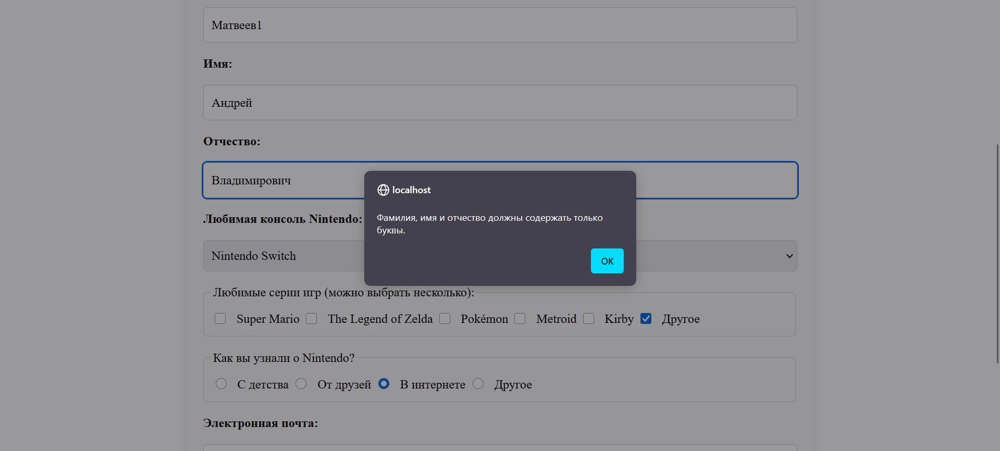 Матвеев1
Имя:
Андрей
Отчество:
Владимирович
localhost
Фамилия, имя и отчество должны содержать только
буквы.
OK
Любимая консоль Nintendo:
Nintendo Switch
Любимые серии игр (можно выбрать несколько):
Super Mario The Legend of Zelda Pokémon Metroid Kirby Другое
Как вы узнали о Nintendo?
С детства От друзей В интернете Другое
Электронная почта: